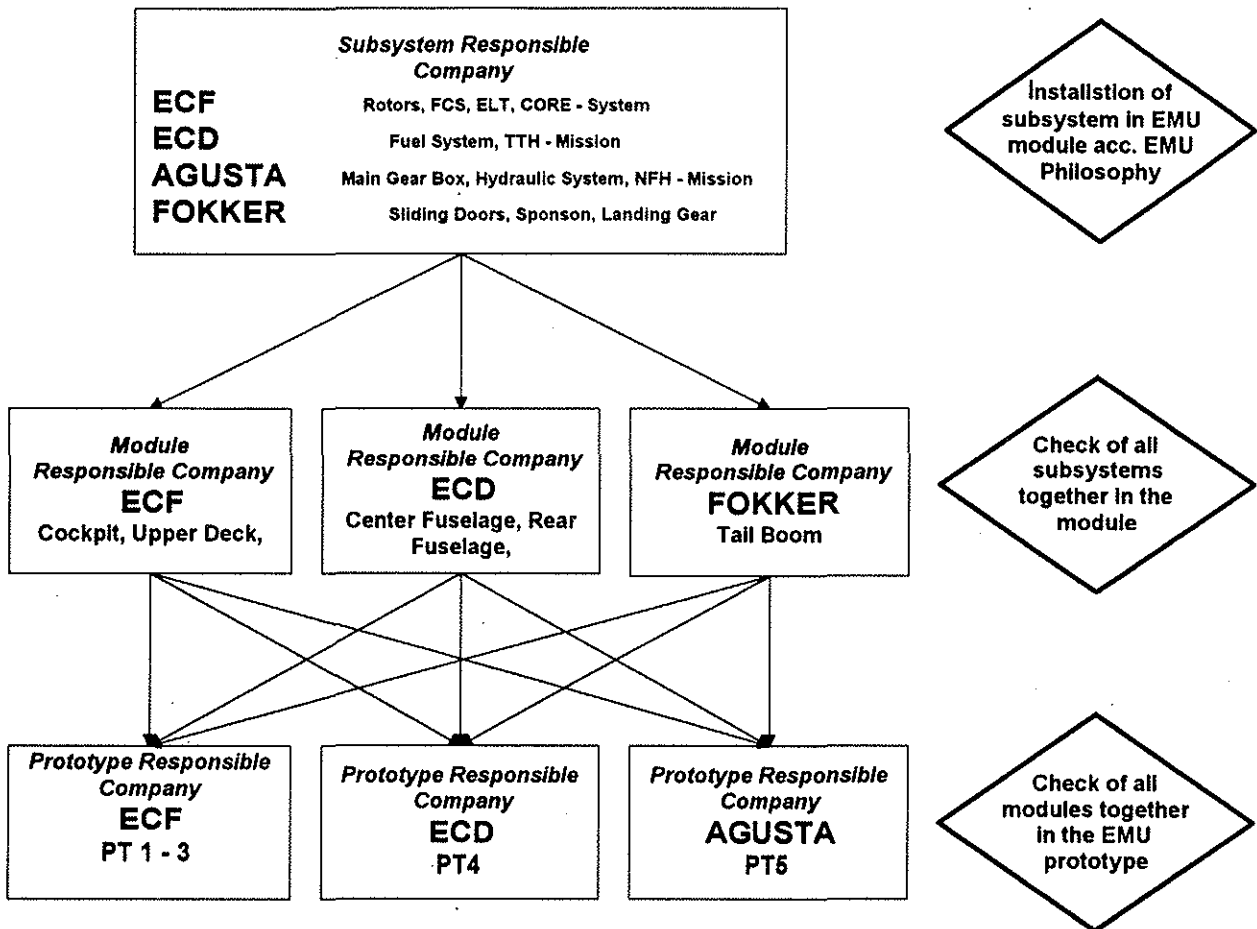 Subsystem Responsible
Company
ECF Rotors, FCS, ELT, CORE - System
ECD Fuel System, TTH - Mission
AGUSTA Main Gear Box, Hydraulic System, NFH - Mission
FOKKER Sliding Doors, Sponson, Landing Gear
Installstion of
subsystem in EMU
module acc. EMU
Philosophy
Module
Responsible Company
ECF
Cockpit, Upper Deck,
Module
Responsible Company
ECD
Center Fuselage, Rear
Fuselage,
Module
Responsible Company
FOKKER
Tail Boom
Check of all
subsystems
together in the
module
Prototype Responsible
Company
ECF
PT 1 - 3
Prototype Responsible
Company
ECD
PT4
Prototype Responsible
Company
AGUSTA
PT5
Check of all
modules together
in the EMU
prototype